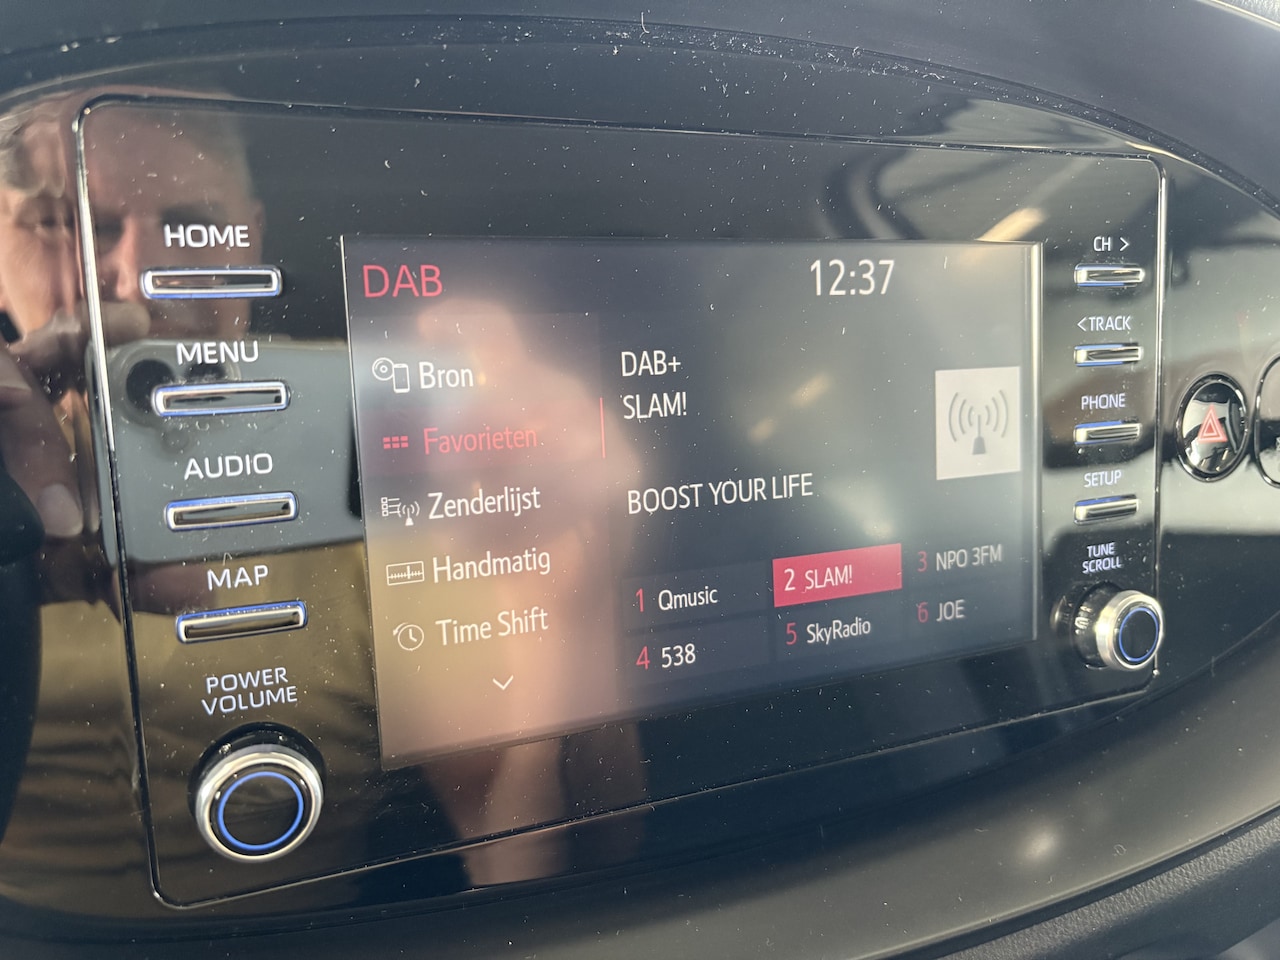 HOME
MENU
AUDIO
MAP
POWER
VOLUME
DAB
12:37
Bron
Favorieten
Zenderlijst
Handmatig
Time Shift
DAB+
SLAM!
BOOST YOUR LIFE
1 Qmusic
2 SLAM!
3 NPO 3FM
4 538
5 SkyRadio
6 JOE
CH >
<TRACK
PHONE
SETUP
TUNE
SCROLL